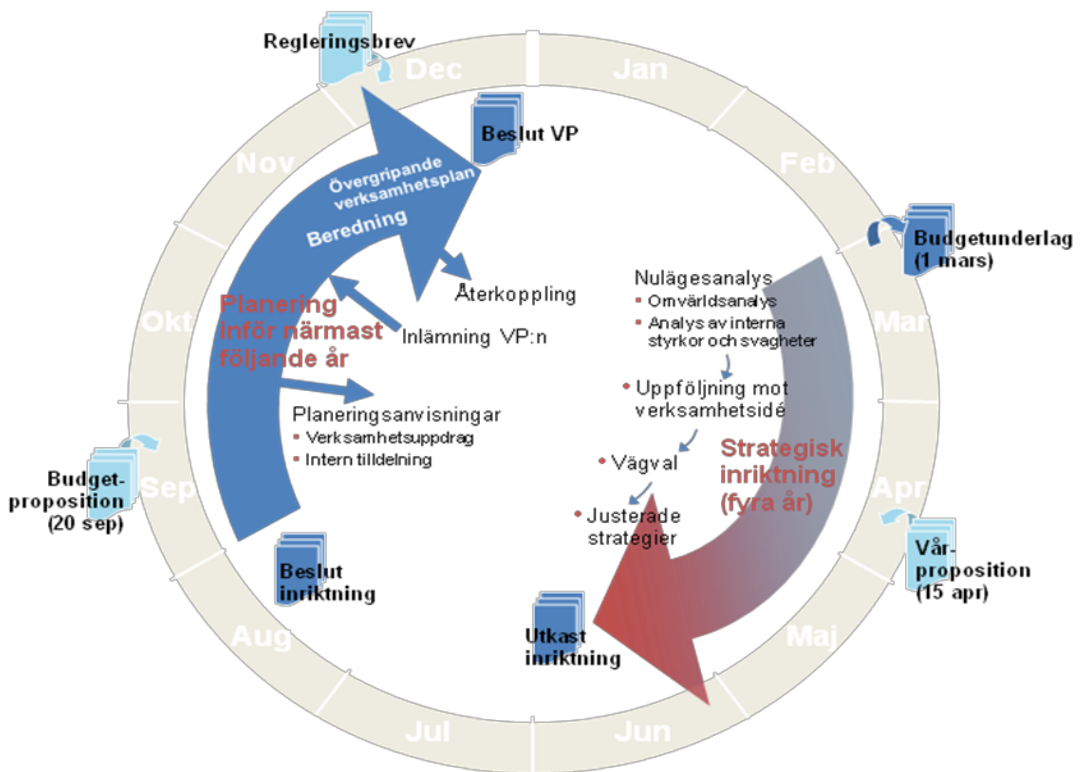 Regleringsbrev
Dec
Jan
Beslut VP
Nov
Feb
Övergripande
verksamhetsplan
Beredning
Budgetunderlag
(1 mars)
Återkoppling
Nulägesanalys
Omvärldsanalys
Analys av interna
styrkor och svagheter
Okt
Mar
Planering
inför närmast
följande år
Inlämning VP:n
Uppföljning mot
verksamhetsidé
Planeringsanvisningar
Verksamhetsuppdrag
Intern tilldelning
Strategisk
inriktning
(fyra år)
Vägval
Justerade
strategier
Sep
Budget-
proposition
(20 sep)
Apr
Vår-
proposition
(15 apr)
Beslut
inriktning
Utkast
inriktning
Aug
Maj
Jul
Jun